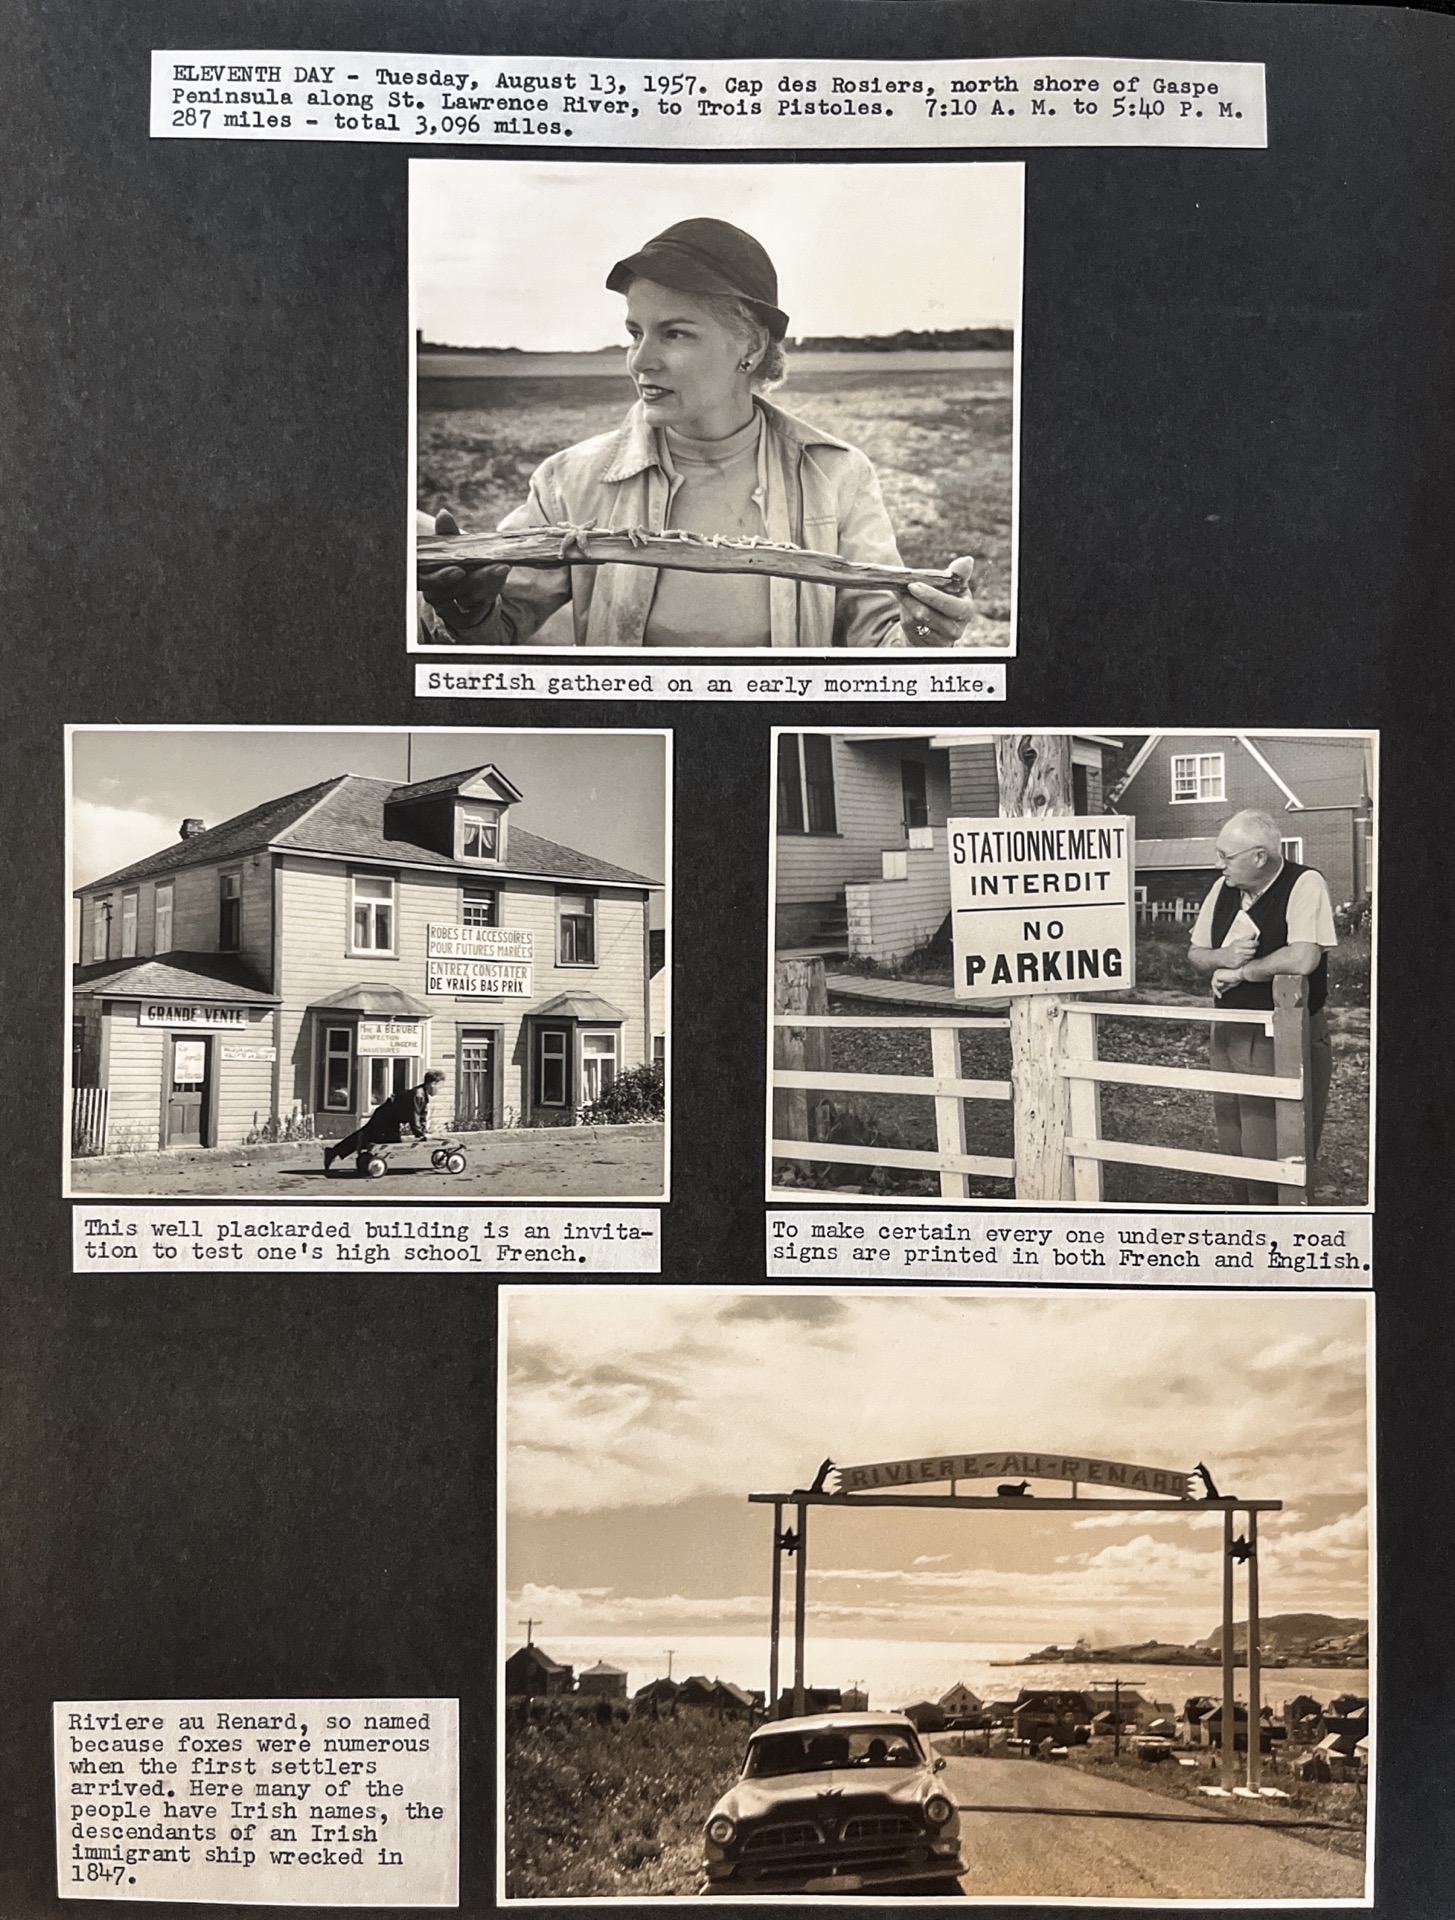 ELEVENTH DAY - Tuesday, August 13, 1957. Cap des Rosiers, north shore of Gaspe
Peninsula along St. Lawrence River, to Trois Pistoles. 7:10 A. M. to 5:40 P. M.
287 miles - total 3,096 miles.
Starfish gathered on an early morning hike.
ROBES ET ACCESSOIRES
POUR FUTURES MARIÉES
ENTREZ CONSTATER
DE VRAIS BAS PRIX
GRANDE VENTE
MME A BERUBE
CONFECTION
LINGERIE
CHAUSSURES
This well plackarded building is an invita-
tion to test one's high school French.
STATIONNEMENT
INTERDIT
NO
PARKING
To make certain every one understands, road
signs are printed in both French and English.
RIVIERE-AU-RENARD
Riviere au Renard, so named
because foxes were numerous
when the first settlers
arrived. Here many of the
people have Irish names, the
descendants of an Irish
immigrant ship wrecked in
1847.